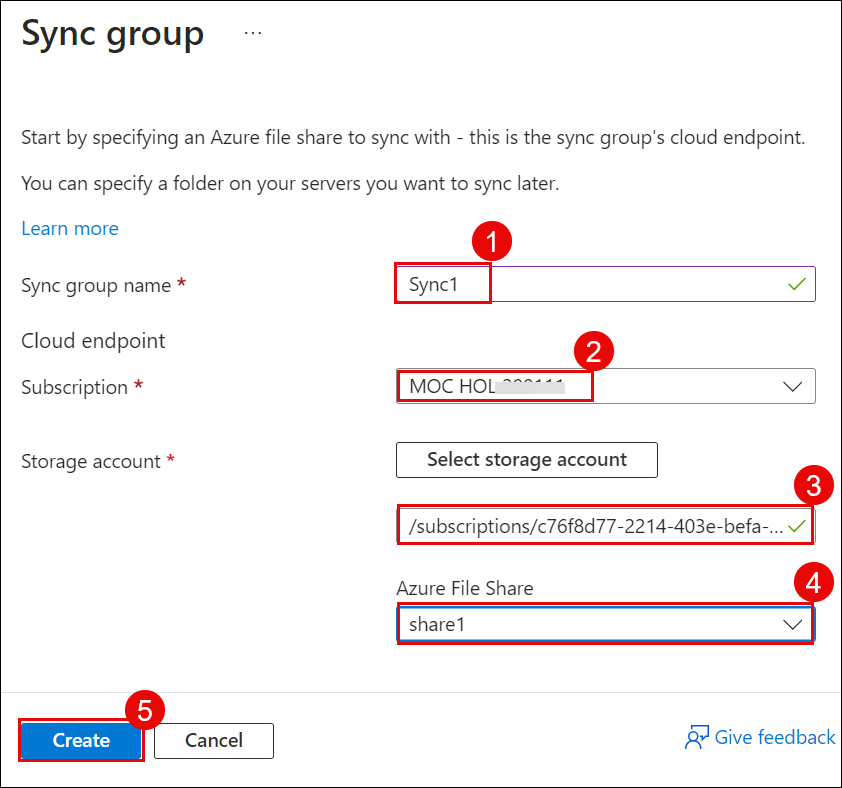 Sync group ...
Start by specifying an Azure file share to sync with - this is the sync group's cloud endpoint.
You can specify a folder on your servers you want to sync later.
Learn more
1
Sync group name * Sync1
Cloud endpoint
2
Subscription * MOC HOL
Storage account * Select storage account
3
/subscriptions/c76f8d77-2214-403e-befa-...
Azure File Share
4
share1
5
Create Cancel Give feedback